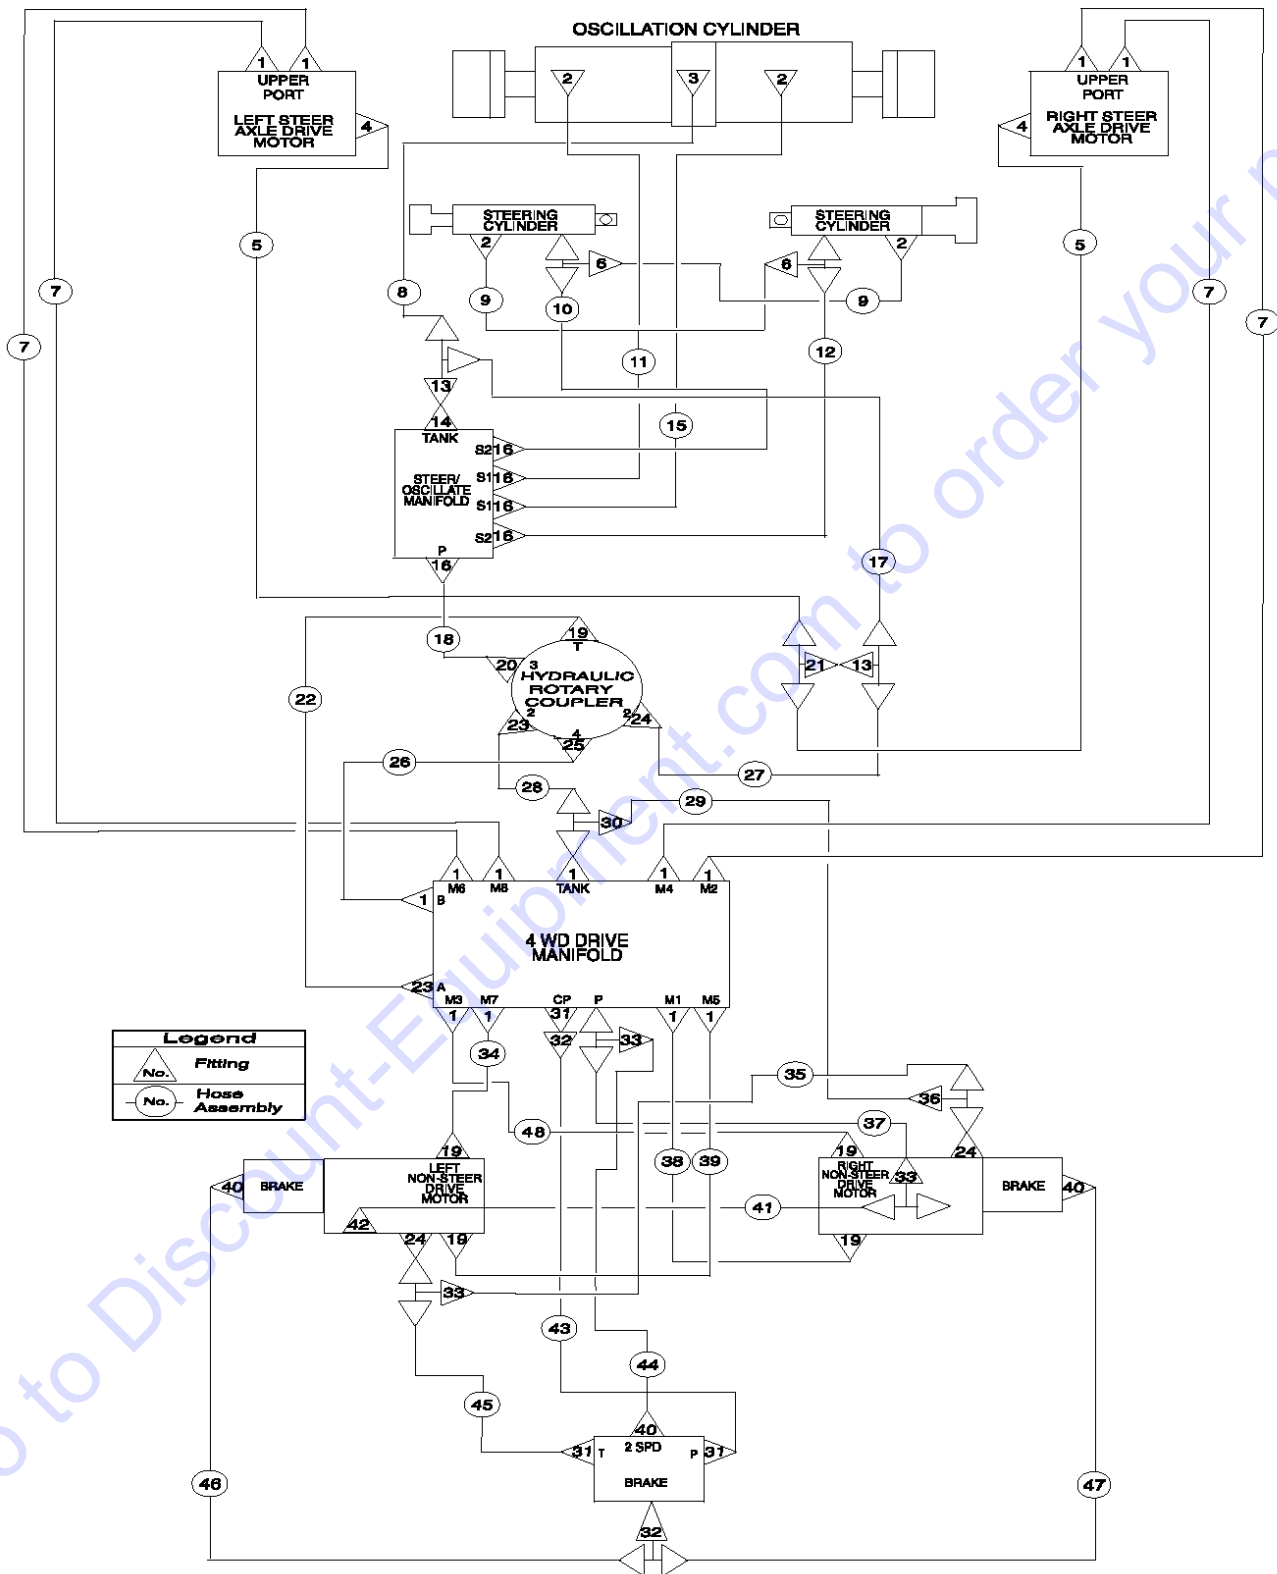 OSCILLATION CYLINDER
1
1
UPPER
PORT
LEFT STEER
AXLE DRIVE
MOTOR
4
2
3
2
1
1
UPPER
PORT
RIGHT STEER
AXLE DRIVE
MOTOR
4
STEERING
CYLINDER
2
6
STEERING
CYLINDER
2
6
5
5
7
7
7
7
8
9
10
9
11
12
13
14
TANK
15
STEER/
OSCILLATE
MANIFOLD
S2 16
S1 16
S1 16
S2 16
P
16
17
18
19
T
20
3
HYDRAULIC
ROTARY
COUPLER
21
13
22
2
23
2
24
4
25
26
27
28
29
30
1
M6
1
M8
1
TANK
1
M4
1
M2
1 B
4 WD DRIVE
MANIFOLD
23 A
M3
1
M7
1
CP
31
32
P
33
M1
1
M5
1
Legend
No.
Fitting
No.
Hose
Assembly
34
35
36
37
48
38
39
19
LEFT
NON-STEER
DRIVE
MOTOR
40
BRAKE
42
24
19
41
19
RIGHT
NON-STEER
DRIVE
MOTOR
33
24
BRAKE
40
19
33
43
44
45
40
2 SPD
31 T
P 31
BRAKE
46
47
32
to Discount-Equipment.com to order your p